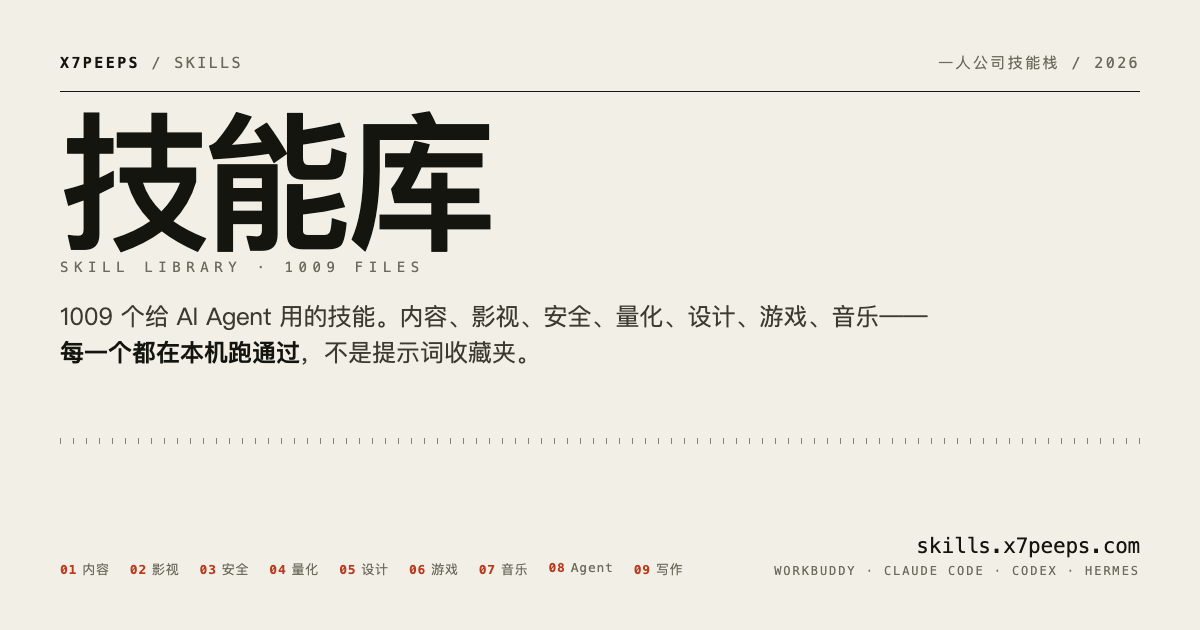 X7PEEPS / SKILLS
一人公司技能栈 / 2026
技能库
SKILL LIBRARY · 1009 FILES
1009 个给 AI Agent 用的技能。内容、影视、安全、量化、设计、游戏、音乐——
每一个都在本机跑通过，不是提示词收藏夹。
skills.x7peeps.com
01 内容 02 影视 03 安全 04 量化 05 设计 06 游戏 07 音乐 08 Agent 09 写作
WORKBUDDY · CLAUDE CODE · CODEX · HERMES